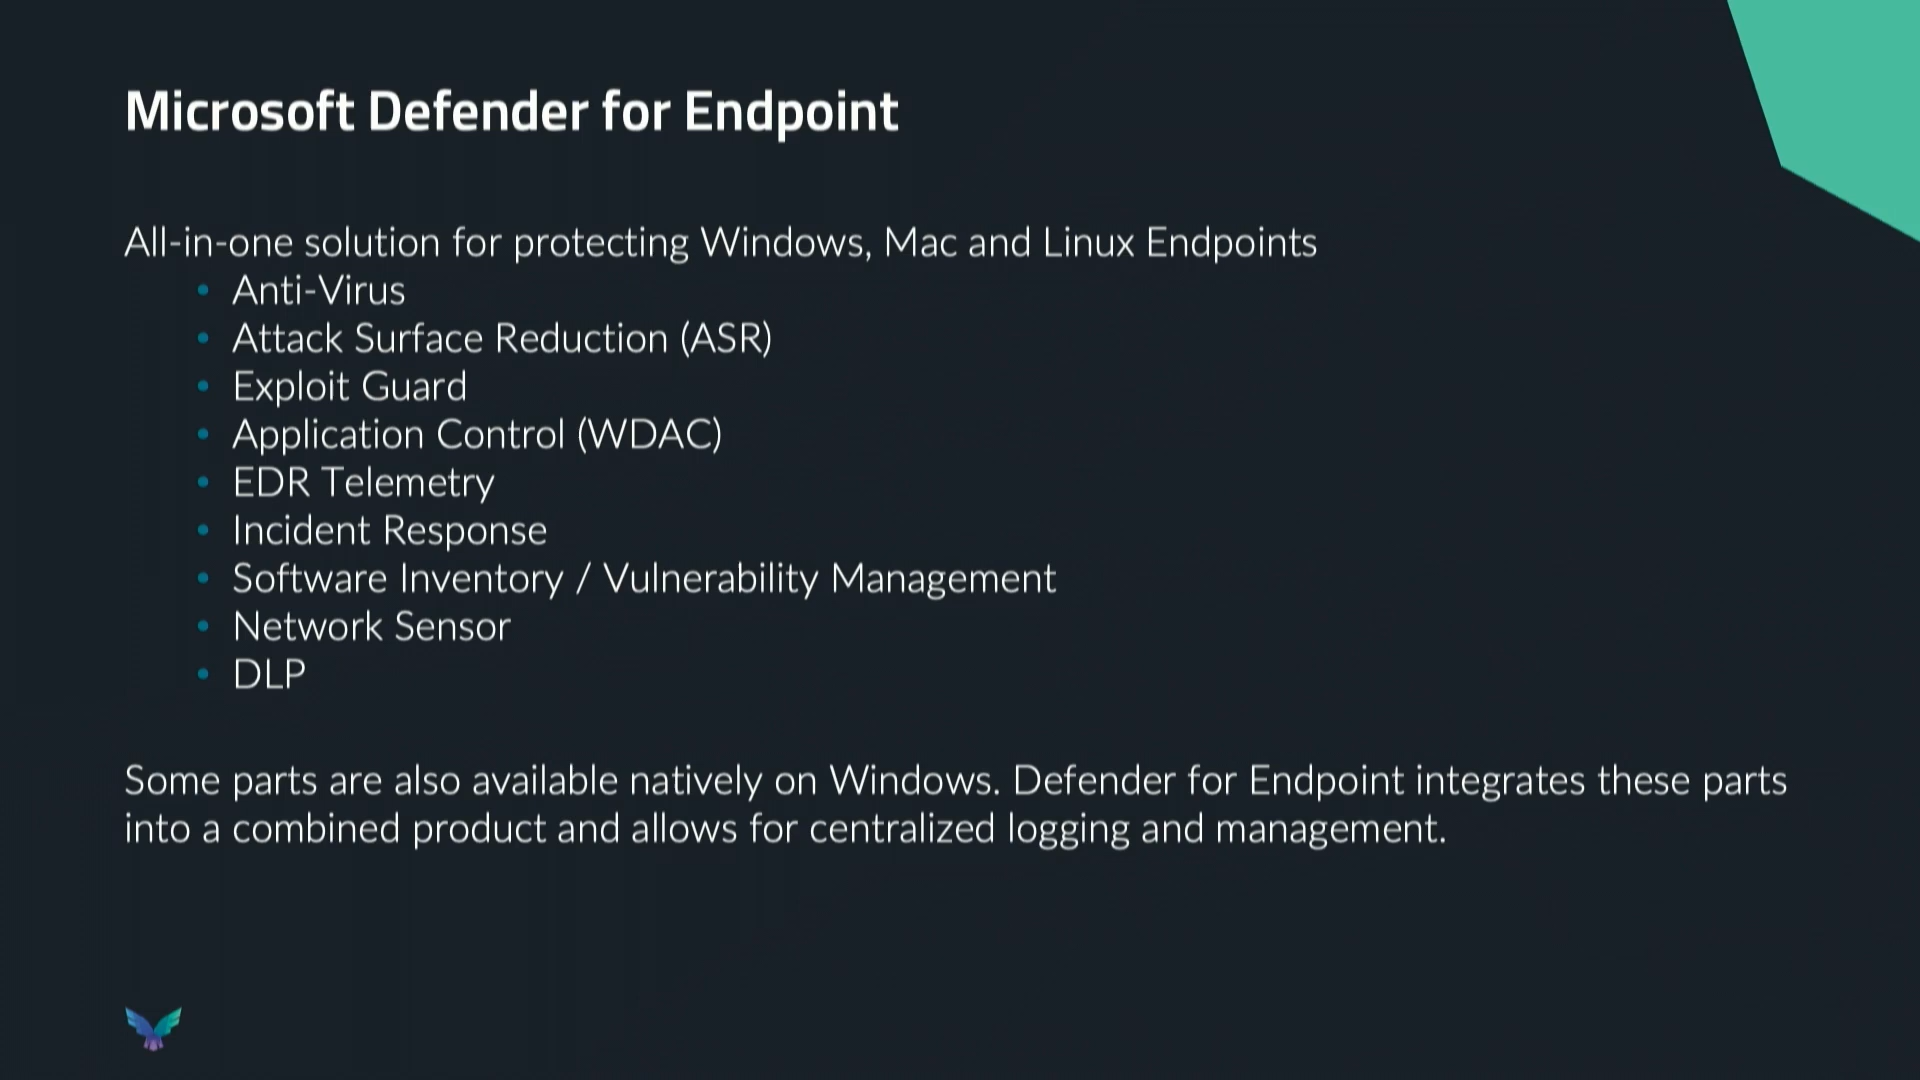 Microsoft Defender for Endpoint
All-in-one solution for protecting Windows, Mac and Linux Endpoints
• Anti-Virus
• Attack Surface Reduction (ASR)
• Exploit Guard
• Application Control (WDAC)
• EDR Telemetry
• Incident Response
• Software Inventory / Vulnerability Management
• Network Sensor
• DLP
Some parts are also available natively on Windows. Defender for Endpoint integrates these parts
into a combined product and allows for centralized logging and management.